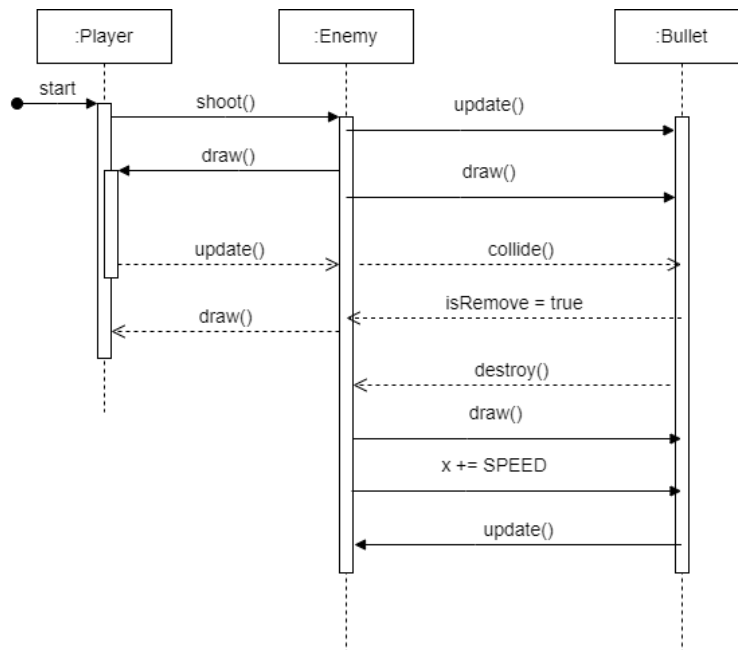 :Player
:Enemy
:Bullet
start
shoot()
update()
draw()
draw()
update()
collide()
isRemove = true
draw()
destroy()
draw()
x += SPEED
update()